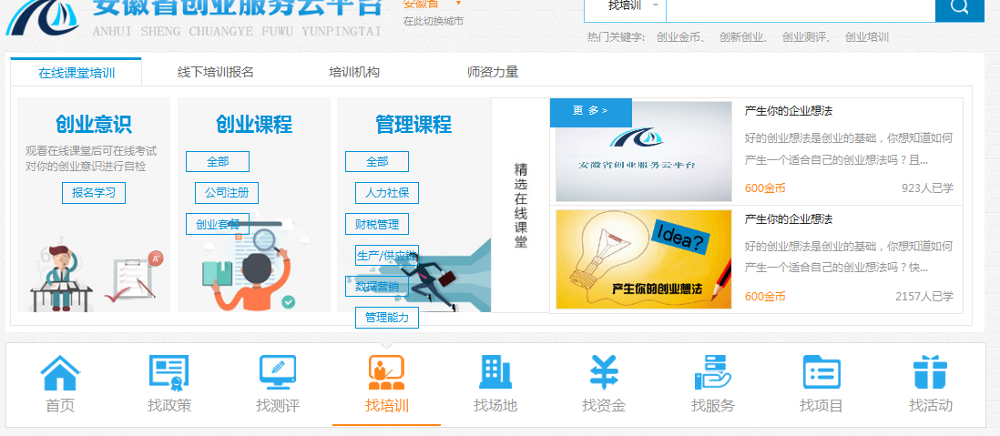 安徽省创业服务云平台
ANHUI SHENG CHUANGYE FUWU YUNPINGTAI
安徽省
在此切换城市
找培训
热门关键字: 创业金币、 创新创业、 创业测评、 创业培训
在线课堂培训 线下培训报名 培训机构 师资力量
创业意识
观看在线课堂后可在线考试
对你的创业意识进行自检
报名学习
创业课程
全部
公司注册
创业套餐
管理课程
全部
人力社保
财税管理
生产/供应链
数据营销
管理能力
精选在线课堂
更 多 >
安徽省创业服务云平台
产生你的企业想法
好的创业想法是创业的基础，你想知道如何
产生一个适合自己的创业想法吗？且...
600金币 923人已学
Idea?
产生你的创业想法
产生你的企业想法
好的创业想法是创业的基础，你想知道如何
产生一个适合自己的创业想法吗？快...
600金币 2157人已学
首页 找政策 找测评 找培训 找场地 找资金 找服务 找项目 找活动